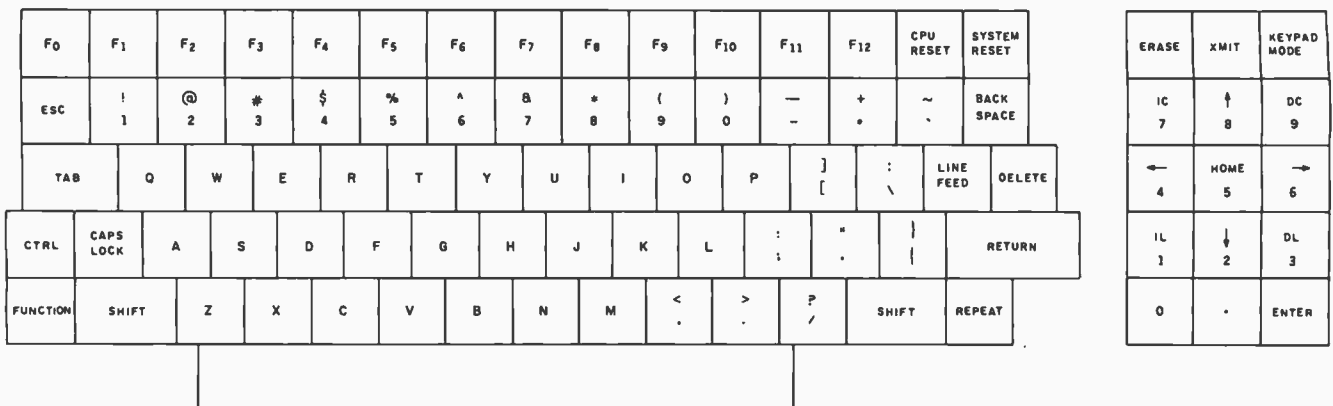 F0 F1 F2 F3 F4 F5 F6 F7 F8 F9 F10 F11 F12 CPU RESET SYSTEM RESET ERASE XMIT KEYPAD MODE
! @ # $ % ^ & * ( ) — + ~ IC ↑ DC
ESC 1 2 3 4 5 6 7 8 9 0 – ` BACK SPACE 7 8 9
] : ← HOME →
TAB Q W E R T Y U I O P [ \ LINE FEED DELETE 4 5 6
: " } IL ↓ DL
CTRL CAPS LOCK A S D F G H J K L ; { RETURN 1 2 3
< > ?
FUNCTION SHIFT Z X C V B N M . / SHIFT REPEAT 0 . ENTER